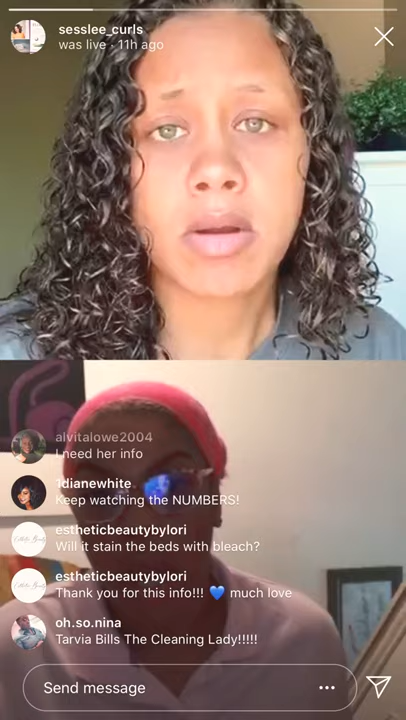 sesslee_curls
was live · 11h ago
alvitalowe2004
I need her info
1dianewhite
Keep watching the NUMBERS!
estheticbeautybylori
Will it stain the beds with bleach?
estheticbeautybylori
Thank you for this info!!! 💙 much love
oh.so.nina
Tarvia Bills The Cleaning Lady!!!!!
Send message